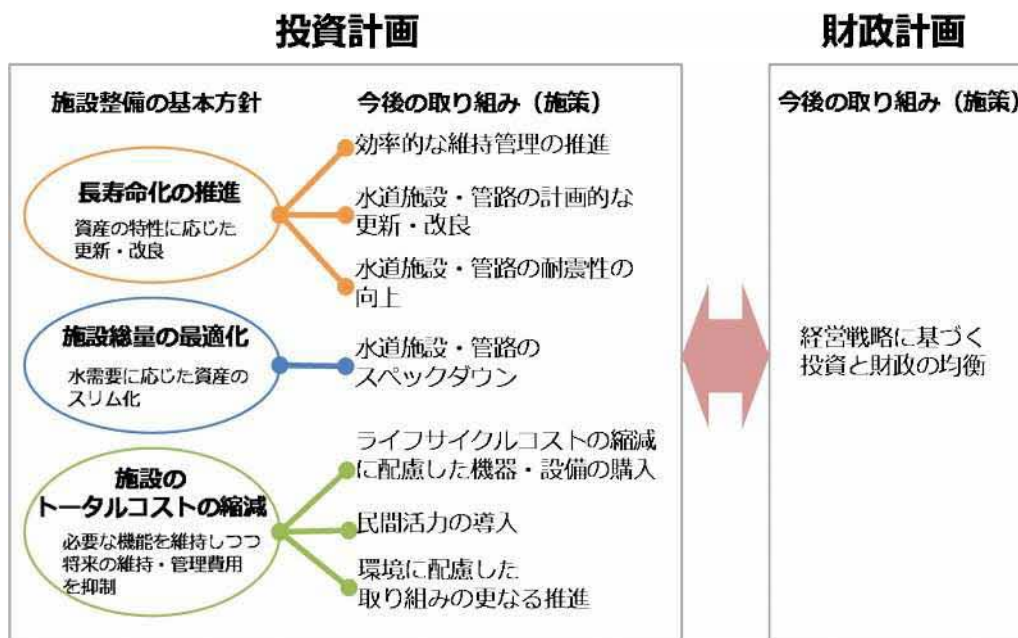 投資計画
財政計画
施設整備の基本方針
今後の取り組み（施策）
長寿命化の推進
資産の特性に応じた
更新・改良
効率的な維持管理の推進
水道施設・管路の計画的な
更新・改良
水道施設・管路の耐震性の
向上
施設総量の最適化
水需要に応じた資産の
スリム化
水道施設・管路の
スペックダウン
施設の
トータルコストの縮減
必要な機能を維持しつつ
将来の維持・管理費用
を抑制
ライフサイクルコストの縮減
に配慮した機器・設備の購入
民間活力の導入
環境に配慮した
取り組みの更なる推進
今後の取り組み（施策）
経営戦略に基づく
投資と財政の均衡